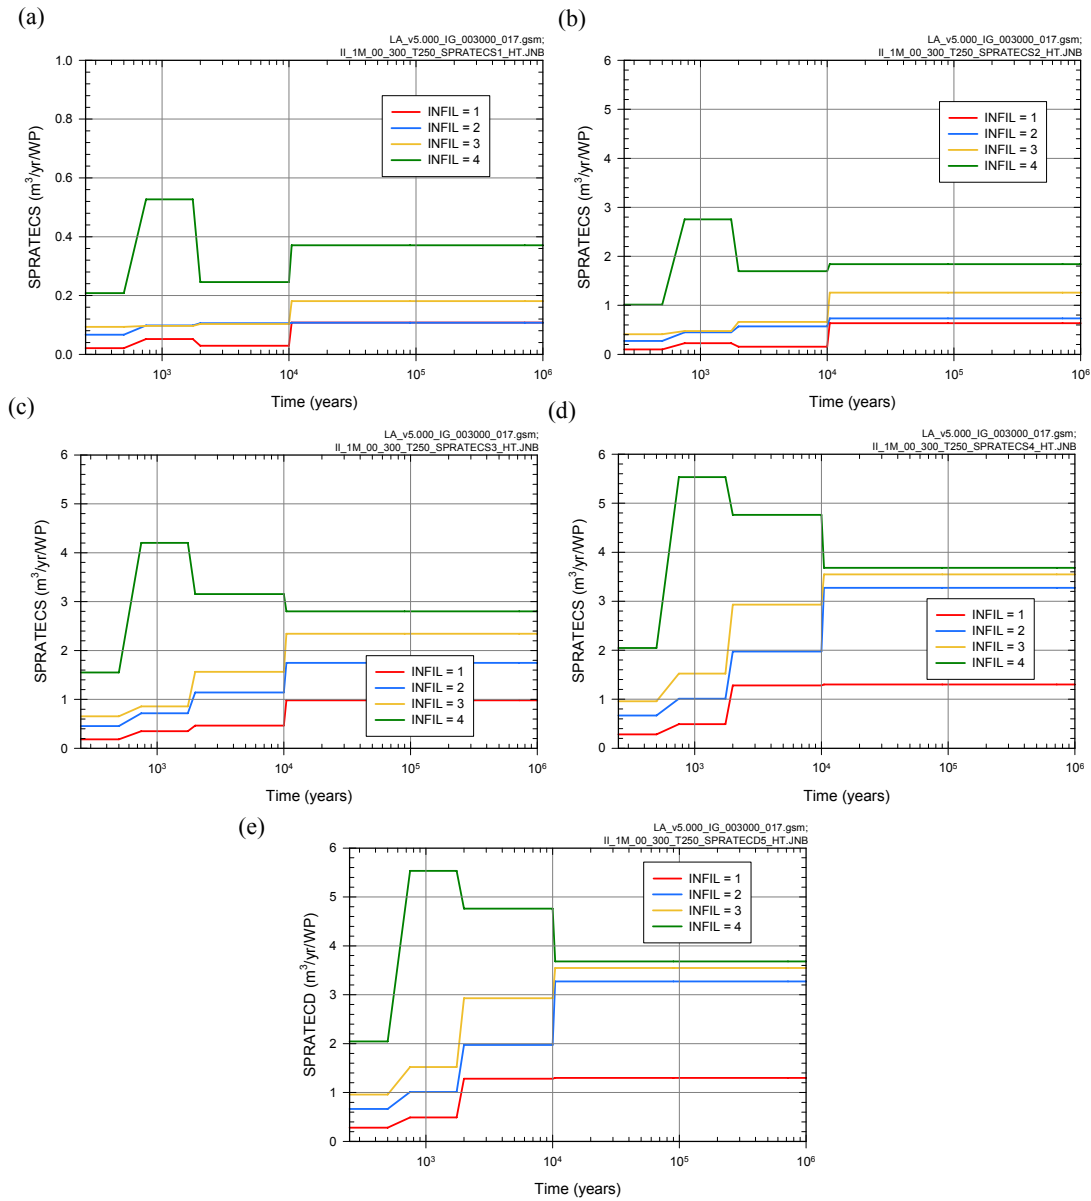 (a)
LA_v5.000_IG_003000_017.gsm;
II_1M_00_300_T250_SPRATECS1_HT.JNB
1.0
0.8
0.6
0.4
0.2
0.0
SPRATECS (m³/yr/WP)
INFIL = 1
INFIL = 2
INFIL = 3
INFIL = 4
10³ 10⁴ 10⁵ 10⁶
Time (years)
(b)
LA_v5.000_IG_003000_017.gsm;
II_1M_00_300_T250_SPRATECS2_HT.JNB
6
5
4
3
2
1
0
SPRATECS (m³/yr/WP)
INFIL = 1
INFIL = 2
INFIL = 3
INFIL = 4
10³ 10⁴ 10⁵ 10⁶
Time (years)
(c)
LA_v5.000_IG_003000_017.gsm;
II_1M_00_300_T250_SPRATECS3_HT.JNB
6
5
4
3
2
1
0
SPRATECS (m³/yr/WP)
INFIL = 1
INFIL = 2
INFIL = 3
INFIL = 4
10³ 10⁴ 10⁵ 10⁶
Time (years)
(d)
LA_v5.000_IG_003000_017.gsm;
II_1M_00_300_T250_SPRATECS4_HT.JNB
6
5
4
3
2
1
0
SPRATECS (m³/yr/WP)
INFIL = 1
INFIL = 2
INFIL = 3
INFIL = 4
10³ 10⁴ 10⁵ 10⁶
Time (years)
(e)
LA_v5.000_IG_003000_017.gsm;
II_1M_00_300_T250_SPRATECD5_HT.JNB
6
5
4
3
2
1
0
SPRATECD (m³/yr/WP)
INFIL = 1
INFIL = 2
INFIL = 3
INFIL = 4
10³ 10⁴ 10⁵ 10⁶
Time (years)